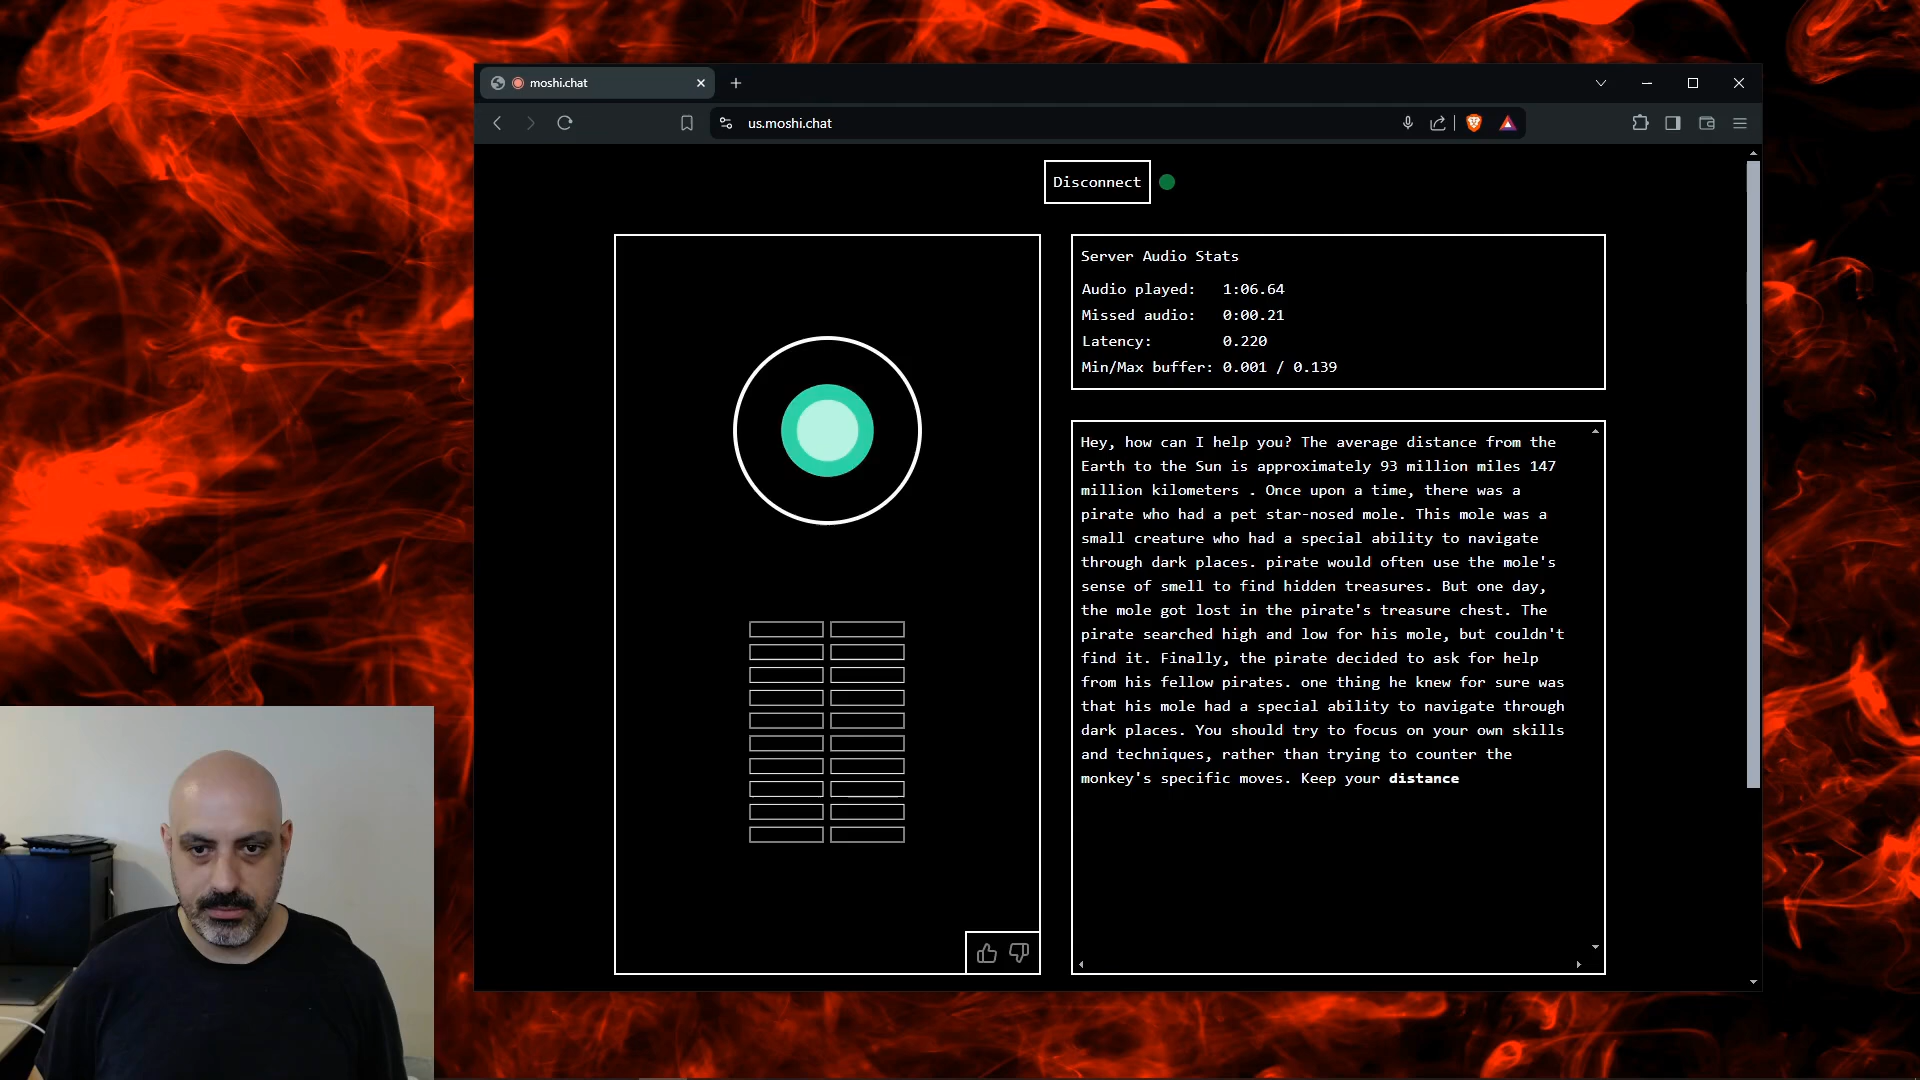 moshi.chat
us.moshi.chat
Disconnect
Server Audio Stats
Audio played: 1:06.64
Missed audio: 0:00.21
Latency: 0.220
Min/Max buffer: 0.001 / 0.139
Hey, how can I help you? The average distance from the
Earth to the Sun is approximately 93 million miles 147
million kilometers . Once upon a time, there was a
pirate who had a pet star-nosed mole. This mole was a
small creature who had a special ability to navigate
through dark places. pirate would often use the mole's
sense of smell to find hidden treasures. But one day,
the mole got lost in the pirate's treasure chest. The
pirate searched high and low for his mole, but couldn't
find it. Finally, the pirate decided to ask for help
from his fellow pirates. one thing he knew for sure was
that his mole had a special ability to navigate through
dark places. You should try to focus on your own skills
and techniques, rather than trying to counter the
monkey's specific moves. Keep your distance